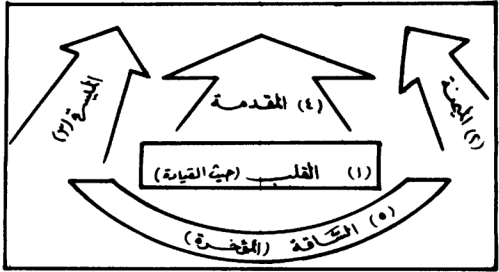 (٣) الميسرة
(٤) المقدمة
(٢) الميمنة
(١) القلب (حيث القيادة)
(٥) الساقة (المؤخرة)